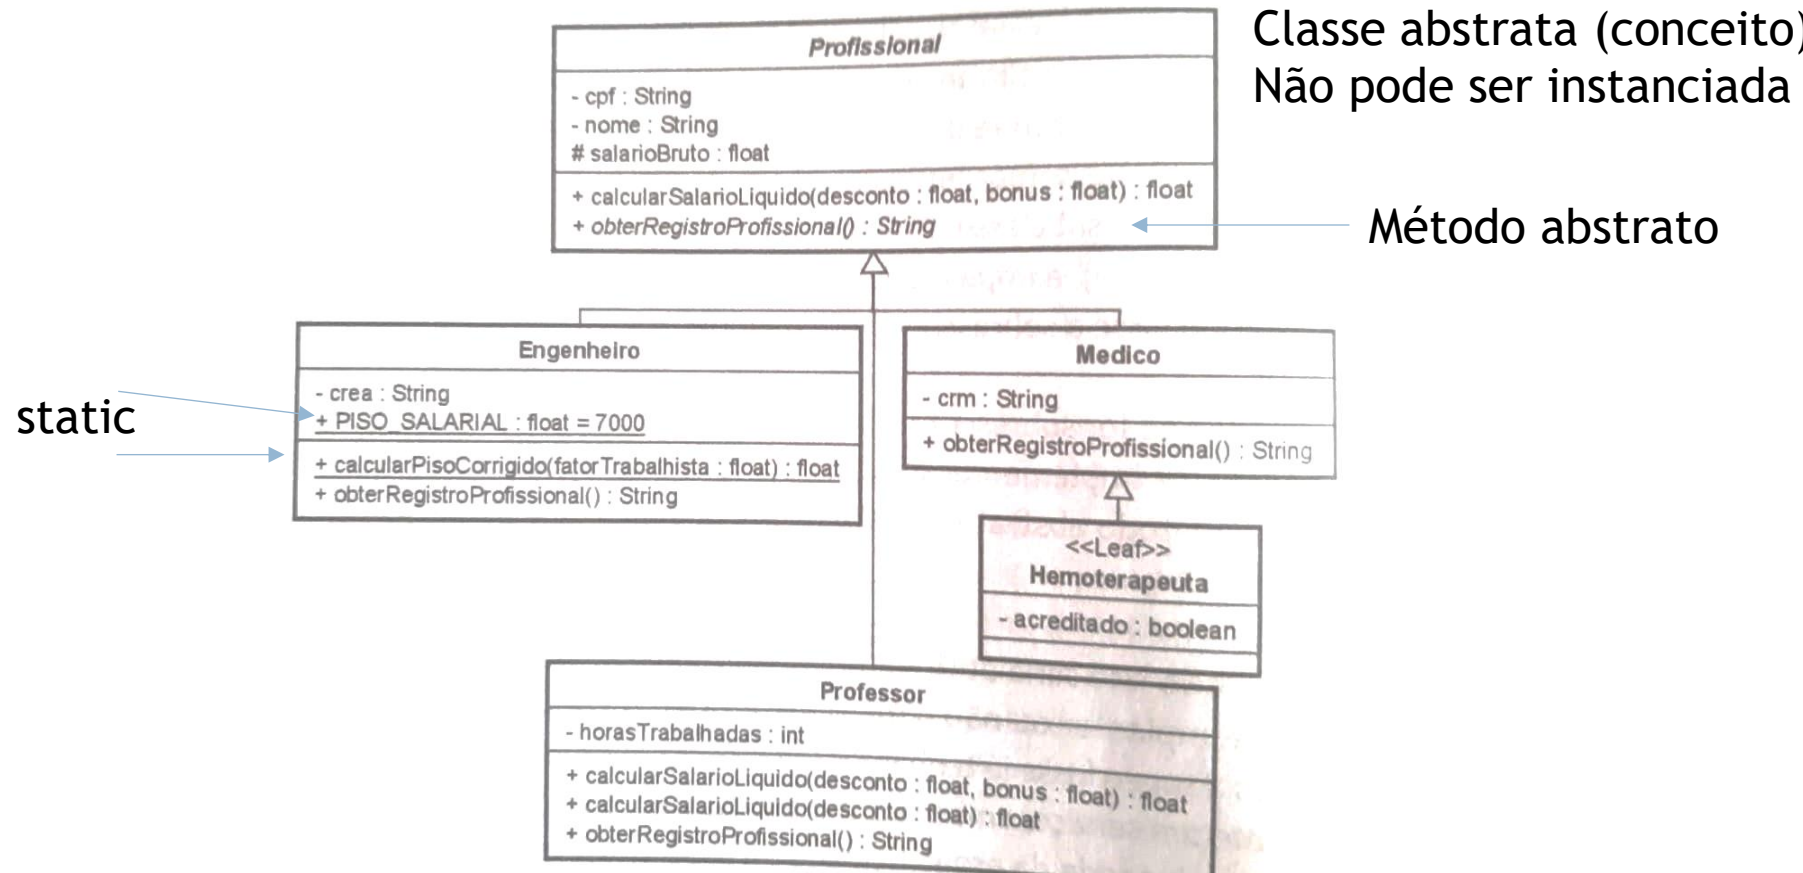 Profissional
- cpf : String
- nome : String
# salarioBruto : float
+ calcularSalarioLiquido(desconto : float, bonus : float) : float
+ obterRegistroProfissional() : String
Classe abstrata (conceito)
Não pode ser instanciada
Método abstrato
static
Engenheiro
- crea : String
+ PISO_SALARIAL : float = 7000
+ calcularPisoCorrigido(fatorTrabalhista : float) : float
+ obterRegistroProfissional() : String
Medico
- crm : String
+ obterRegistroProfissional() : String
<<Leaf>>
Hemoterapeuta
- acreditado : boolean
Professor
- horasTrabalhadas : int
+ calcularSalarioLiquido(desconto : float, bonus : float) : float
+ calcularSalarioLiquido(desconto : float) : float
+ obterRegistroProfissional() : String